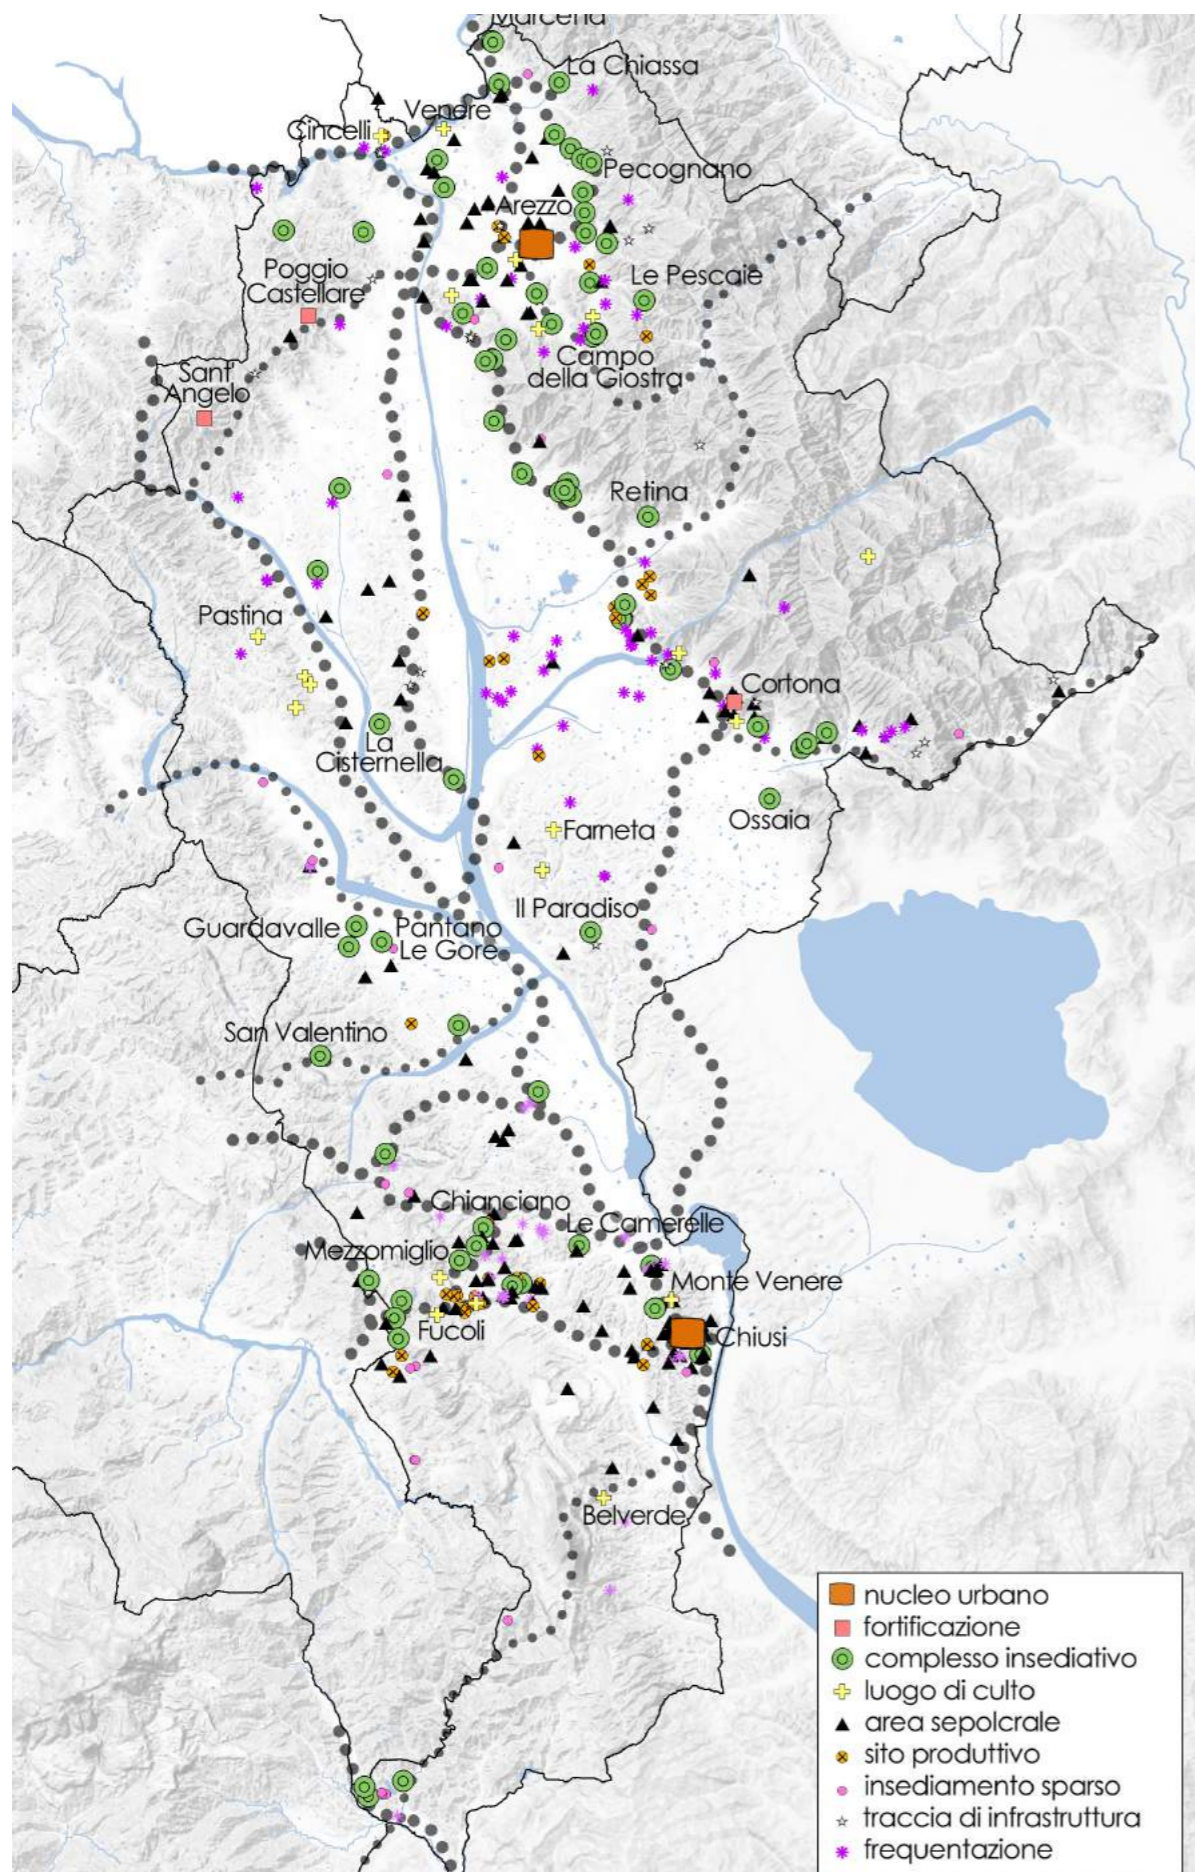 Marcena
La Chiassa
Venere
Cincelli
Pecognano
Arezzo
Poggio
Castellare
Le Pescaie
Sant'
Angelo
Campo
della Giostra
Retina
Pastina
Cortona
La
Cisternella
Ossaia
Farneta
Il Paradiso
Guardavalle
Pantano
Le Gore
San Valentino
Chianciano
Le Camerelle
Mezzomiglio
Monte Venere
Fucoli
Chiusi
Belverde
nucleo urbano
fortificazione
complesso insediativo
luogo di culto
area sepolcrale
sito produttivo
insediamento sparso
traccia di infrastruttura
frequentazione